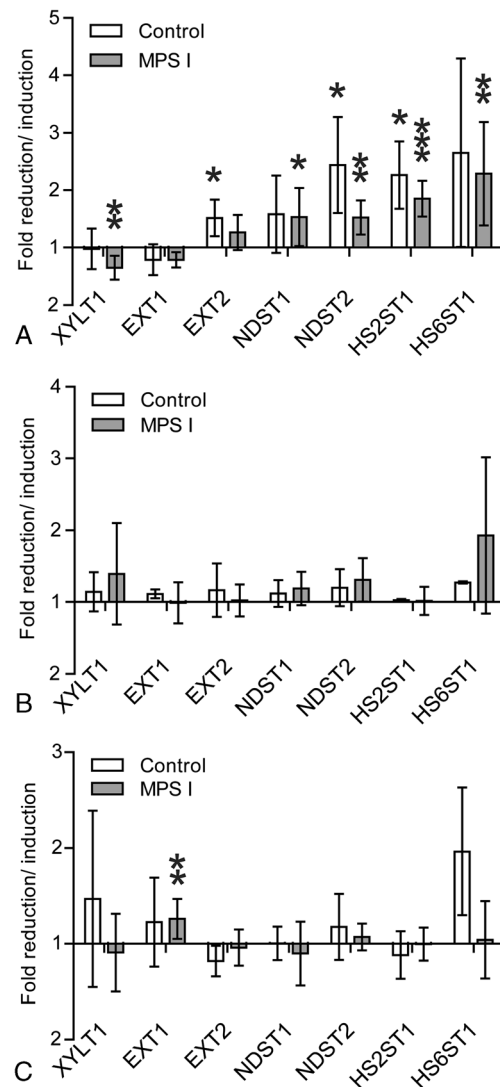 5
Control
MPS I
4
3
2
1
2
Fold reduction/ induction
* * * * * * * * * * * *
XYLT1 EXT1 EXT2 NDST1 NDST2 HS2ST1 HS6ST1
A
4
Control
MPS I
3
2
1
2
Fold reduction/ induction
XYLT1 EXT1 EXT2 NDST1 NDST2 HS2ST1 HS6ST1
B
3
Control
MPS I
2
1
2
Fold reduction/ induction
* *
XYLT1 EXT1 EXT2 NDST1 NDST2 HS2ST1 HS6ST1
C